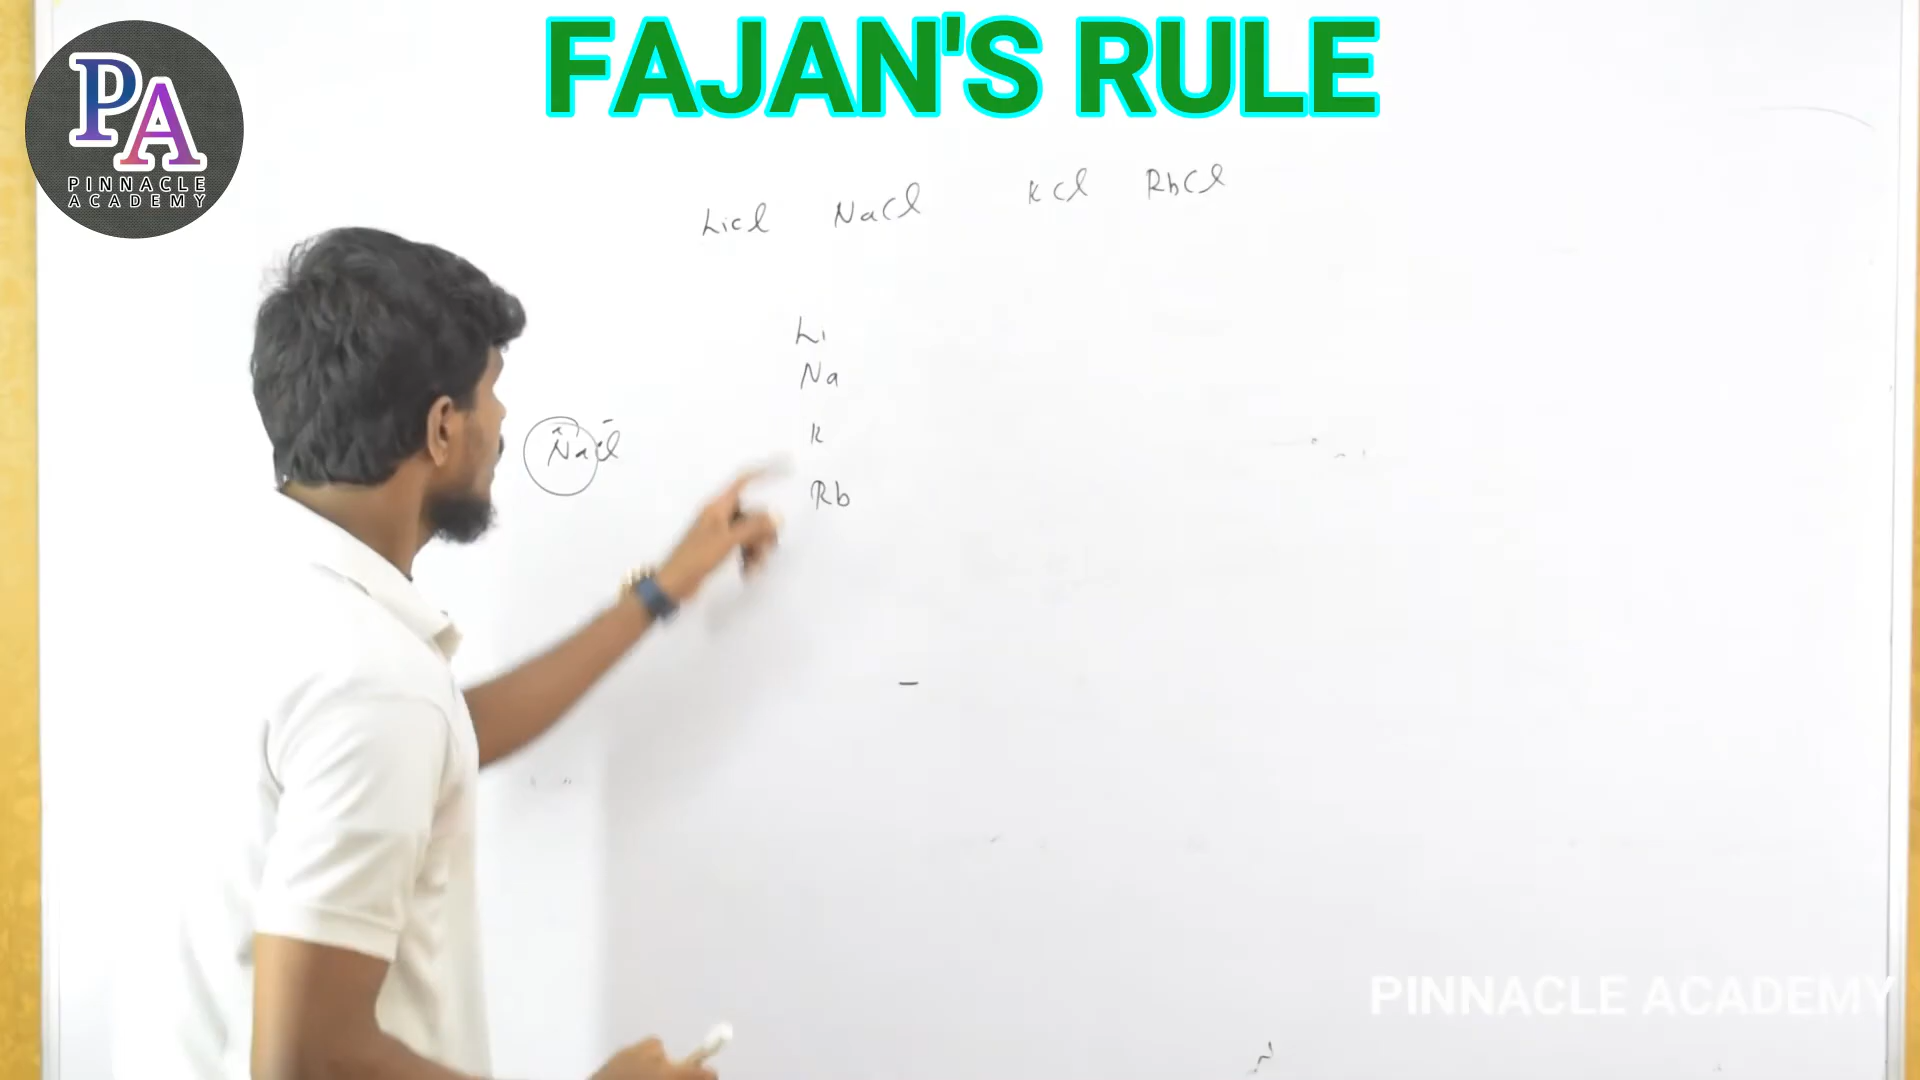 FAJAN'S RULE
PA
PINNACLE
ACADEMY
LiCl NaCl KCl RbCl
Li
Na
K
NaCl
Rb
PINNACLE ACADEMY